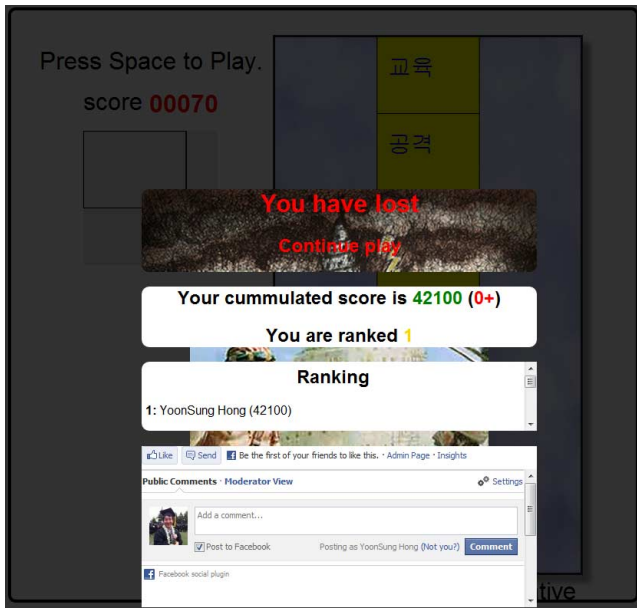 Press Space to Play.
score 00070
교육
공격
You have lost
Continue play
Your cummulated score is 42100 (0+)
You are ranked 1
Ranking
1: YoonSung Hong (42100)
Like Send Be the first of your friends to like this. · Admin Page · Insights
Public Comments · Moderator View Settings
Add a comment...
Post to Facebook Posting as YoonSung Hong (Not you?) Comment
Facebook social plugin
tive